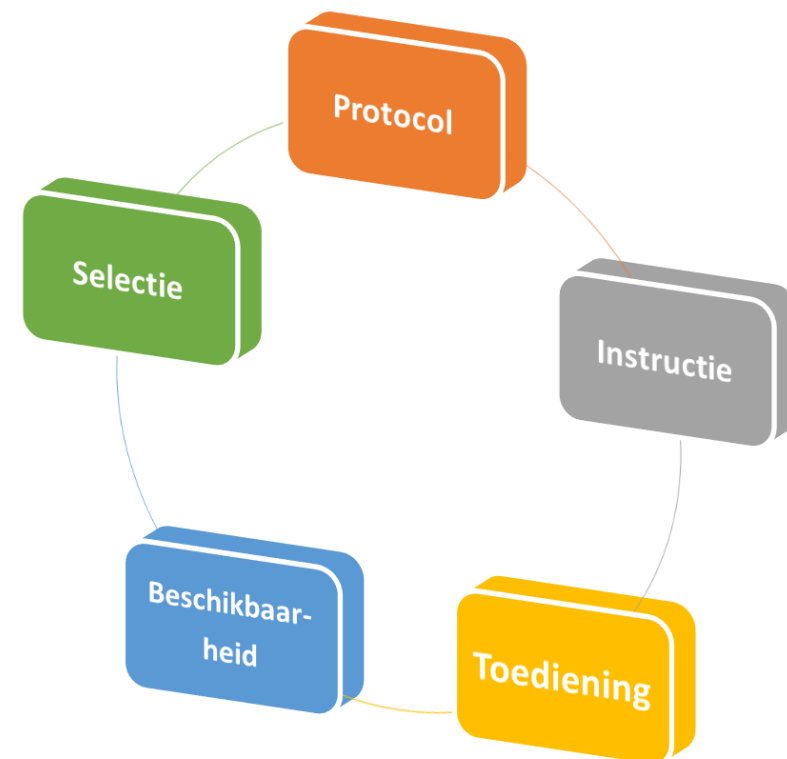 Protocol
Selectie
Instructie
Beschikbaar-
heid
Toediening